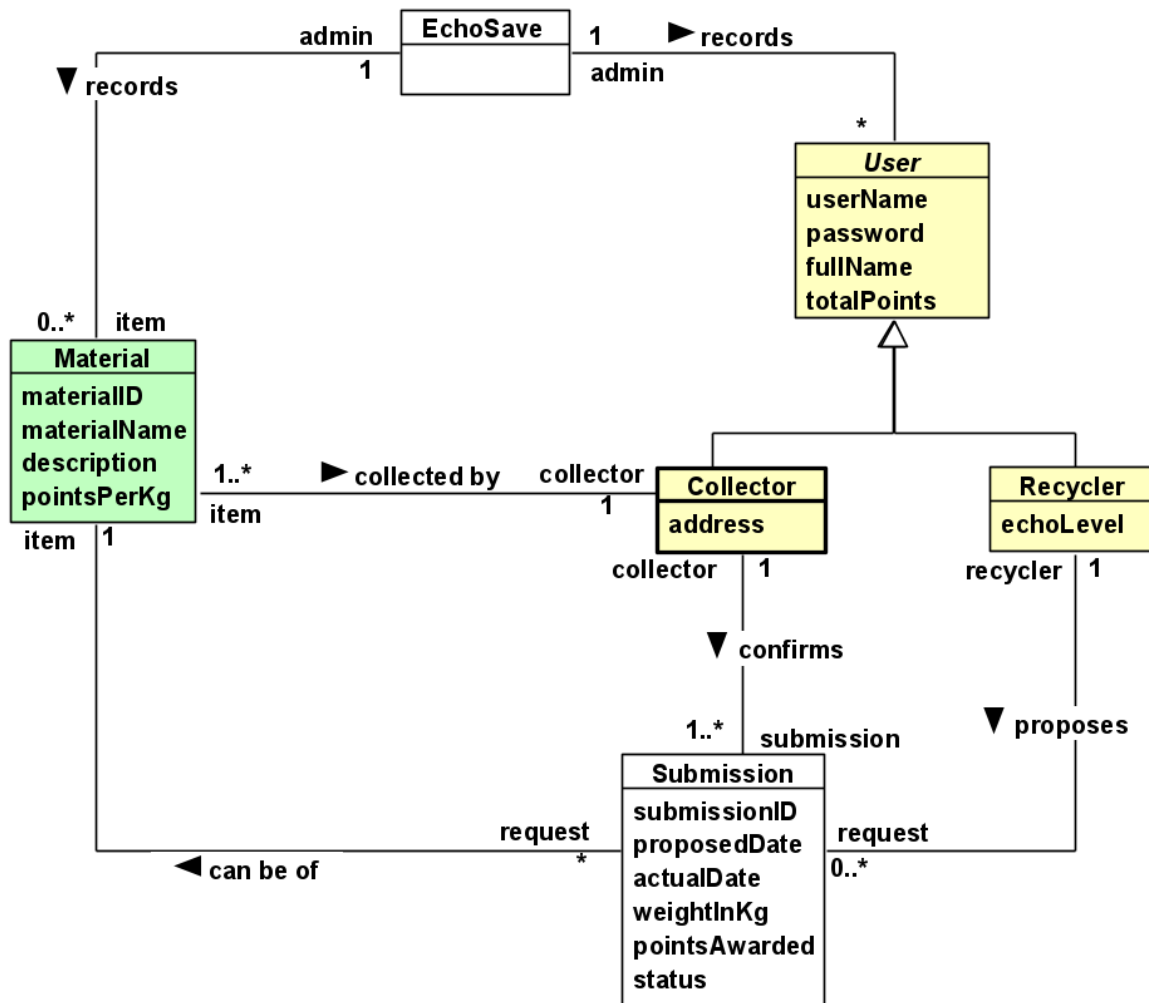 EchoSave
admin
1
records
1
records
admin
*
User
userName
password
fullName
totalPoints
0..*
item
Material
materialID
materialName
description
pointsPerKg
1..*
collected by
collector
item
1
Collector
address
Recycler
echoLevel
item
1
collector
1
recycler
1
confirms
proposes
1..*
submission
Submission
submissionID
proposedDate
actualDate
weightInKg
pointsAwarded
status
request
*
can be of
request
0..*